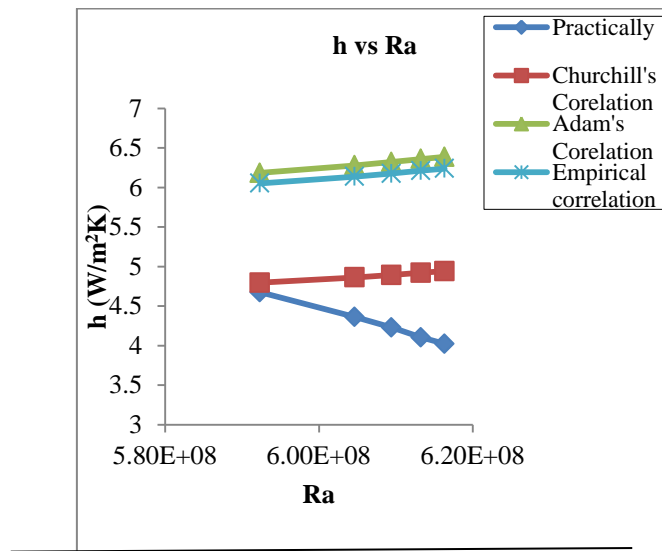 h vs Ra
Practically
Churchill's
Corelation
Adam's
Corelation
Empirical
correlation
h (W/m²K)
7
6.5
6
5.5
5
4.5
4
3.5
3
5.80E+08
6.00E+08
6.20E+08
Ra